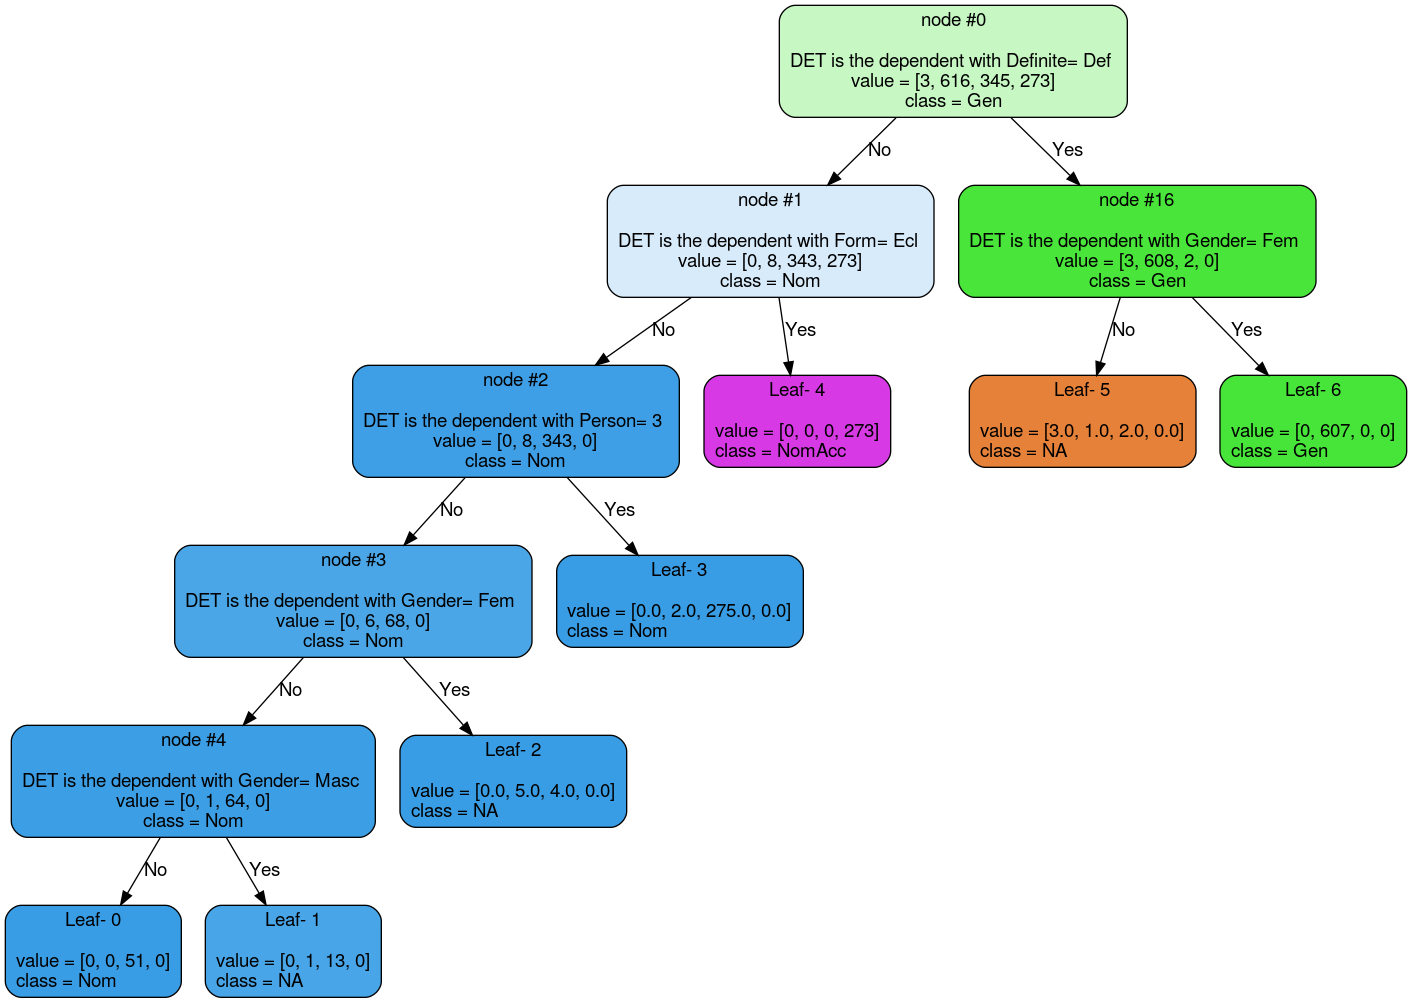 node #0
DET is the dependent with Definite= Def
value = [3, 616, 345, 273]
class = Gen
No
Yes
node #1
DET is the dependent with Form= Ecl
value = [0, 8, 343, 273]
class = Nom
node #16
DET is the dependent with Gender= Fem
value = [3, 608, 2, 0]
class = Gen
No
Yes
No
Yes
node #2
DET is the dependent with Person= 3
value = [0, 8, 343, 0]
class = Nom
Leaf- 4
value = [0, 0, 0, 273]
class = NomAcc
Leaf- 5
value = [3.0, 1.0, 2.0, 0.0]
class = NA
Leaf- 6
value = [0, 607, 0, 0]
class = Gen
No
Yes
node #3
DET is the dependent with Gender= Fem
value = [0, 6, 68, 0]
class = Nom
Leaf- 3
value = [0.0, 2.0, 275.0, 0.0]
class = Nom
No
Yes
node #4
DET is the dependent with Gender= Masc
value = [0, 1, 64, 0]
class = Nom
Leaf- 2
value = [0.0, 5.0, 4.0, 0.0]
class = NA
No
Yes
Leaf- 0
value = [0, 0, 51, 0]
class = Nom
Leaf- 1
value = [0, 1, 13, 0]
class = NA